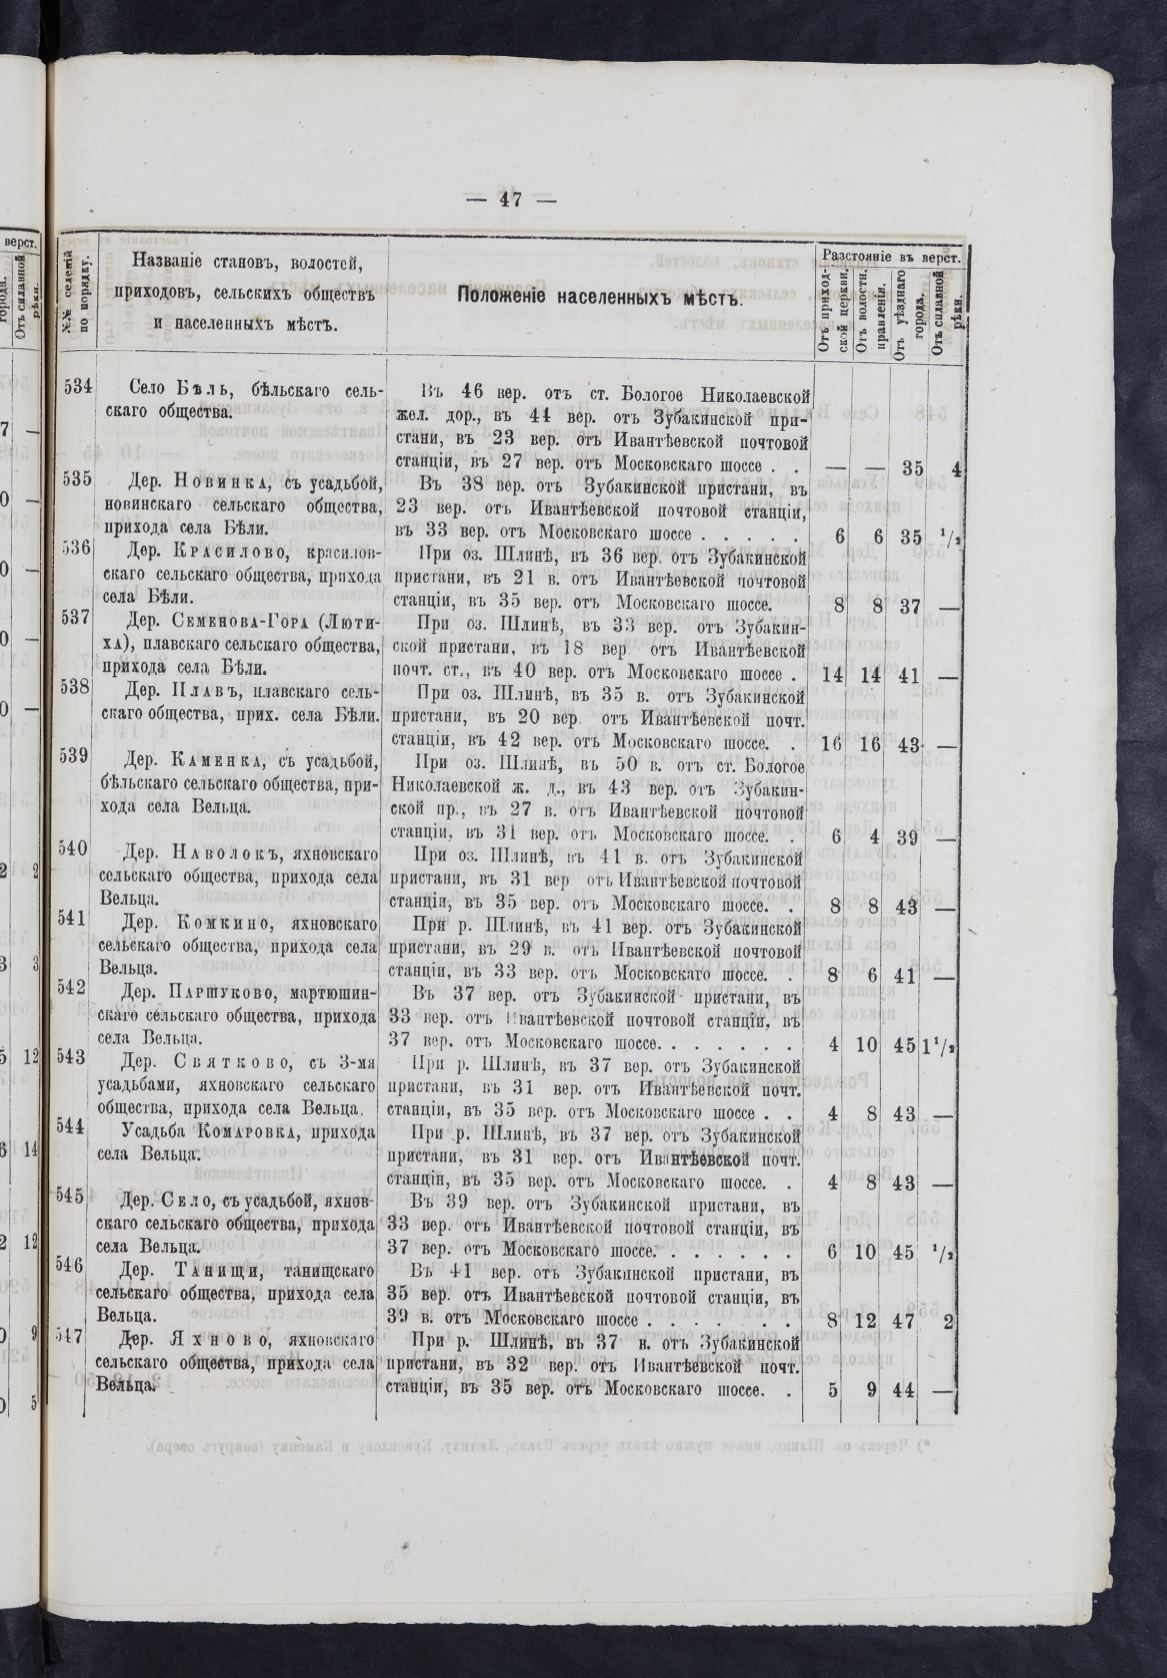 — 47 —
№№ селеній по порядку.
Названіе становъ, волостей, приходовъ, сельскихъ обществъ и населенныхъ мѣстъ.
Положеніе населенныхъ мѣстъ.
Разстояніе въ верст.
Отъ приходской церкви.
Отъ волости. правленія.
Отъ уѣзднаго города.
Отъ сплавной рѣки.
534
Село Бѣль, бѣльскаго сель-
скаго общества.
Въ 46 вер. отъ ст. Бологое Николаевской
жел. дор., въ 44 вер. отъ Зубакинской при-
стани, въ 23 вер. отъ Ивантѣевской почтовой
станціи, въ 27 вер. отъ Московскаго шоссе . . — — 35 4
535
Дер. Новинка, съ усадьбой,
новинскаго сельскаго общества,
прихода села Бѣли.
Въ 38 вер. отъ Зубакинской пристани, въ
23 вер. отъ Ивантѣевской почтовой станціи,
въ 33 вер. отъ Московскаго шоссе . . . . . 6 6 35 1/2
536
Дер. Красилово, красилов-
скаго сельскаго общества, прихода
села Бѣли.
При оз. Шлинѣ, въ 36 вер. отъ Зубакинской
пристани, въ 21 в. отъ Ивантѣевской почтовой
станціи, въ 35 вер. отъ Московскаго шоссе. 8 8 37 —
537
Дер. Семенова-Гора (Люти-
ха), плавскаго сельскаго общества,
прихода села Бѣли.
При оз. Шлинѣ, въ 33 вер. отъ Зубакин-
ской пристани, въ 18 вер. отъ Ивантѣевской
почт. ст., въ 40 вер. отъ Московскаго шоссе . 14 14 41 —
538
Дер. Плавъ, плавскаго сель-
скаго общества, прих. села Бѣли.
При оз. Шлинѣ, въ 35 в. отъ Зубакинской
пристани, въ 20 вер. отъ Ивантѣевской почт.
станціи, въ 42 вер. отъ Московскаго шоссе. . 16 16 43 —
539
Дер. Каменка, съ усадьбой,
бѣльскаго сельскаго общества, при-
хода села Вельца.
При оз. Шлинѣ, въ 50 в. отъ ст. Бологое
Николаевской ж. д., въ 43 вер. отъ Зубакин-
ской пр., въ 27 в. отъ Ивантѣевской почтовой
станціи, въ 31 вер. отъ Московскаго шоссе. . 6 4 39 —
540
Дер. Наволокъ, яхновскаго
сельскаго общества, прихода села
Вельца.
При оз. Шлинѣ, въ 41 в. отъ Зубакинской
пристани, въ 31 вер отъ Ивантѣевской почтовой
станціи, въ 35 вер. отъ Московскаго шоссе. . 8 8 43 —
541
Дер. Комкино, яхновскаго
сельскаго общества, прихода села
Вельца.
При р. Шлинѣ, въ 41 вер. отъ Зубакинской
пристани, въ 29 в. отъ Ивантѣевской почтовой
станціи, въ 33 вер. отъ Московскаго шоссе. . 8 6 41 —
542
Дер. Паршуково, мартюшин-
скаго сельскаго общества, прихода
села Вельца.
Въ 37 вер. отъ Зубакинской пристани, въ
33 вер. отъ Ивантѣевской почтовой станціи, въ
37 вер. отъ Московскаго шоссе. . . . . . . 4 10 45 1 1/2
543
Дер. Святково, съ 3-мя
усадьбами, яхновскаго сельскаго
общества, прихода села Вельца.
При р. Шлинѣ, въ 37 вер. отъ Зубакинской
пристани, въ 31 вер. отъ Ивантѣевской почт.
станціи, въ 35 вер. отъ Московскаго шоссе . . 4 8 43 —
544
Усадьба Комаровка, прихода
села Вельца.
При р. Шлинѣ, въ 37 вер. отъ Зубакинской
пристани, въ 31 вер. отъ Ивантѣевской почт.
станціи, въ 35 вер. отъ Московскаго шоссе. . 4 8 43 —
545
Дер. Село, съ усадьбой, яхнов-
скаго сельскаго общества, прихода
села Вельца.
Въ 39 вер. отъ Зубакинской пристани, въ
33 вер. отъ Ивантѣевской почтовой станціи, въ
37 вер. отъ Московскаго шоссе. . . . . . . 6 10 45 1/2
546
Дер. Танищи, танищскаго
сельскаго общества, прихода села
Вельца.
Въ 41 вер. отъ Зубакинской пристани, въ
35 вер. отъ Ивантѣевской почтовой станціи, въ
39 в. отъ Московскаго шоссе . . . . . . . 8 12 47 2
547
Дер. Яхново, яхновскаго
сельскаго общества, прихода села
Вельца.
При р. Шлинѣ, въ 37 в. отъ Зубакинской
пристани, въ 32 вер. отъ Ивантѣевской почт.
станціи, въ 35 вер. отъ Московскаго шоссе. . 5 9 44 —